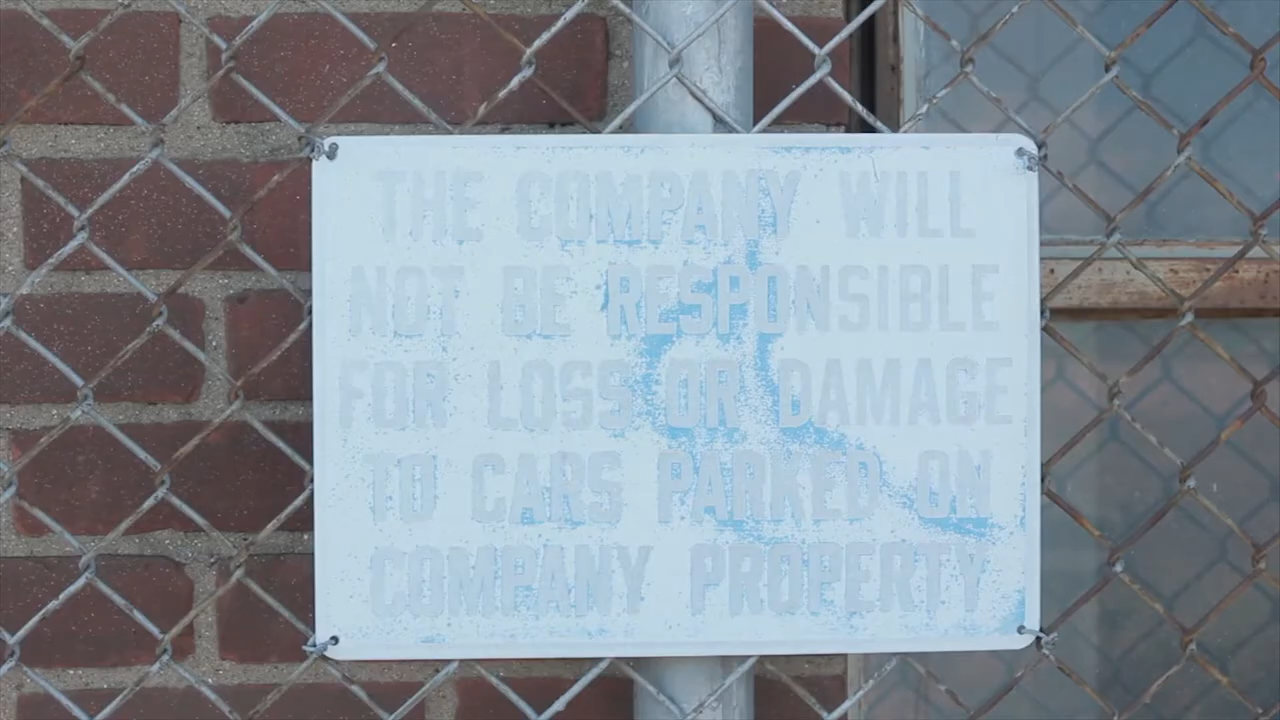 THE COMPANY WILL
NOT BE RESPONSIBLE
FOR LOSS OR DAMAGE
TO CARS PARKED ON
COMPANY PROPERTY